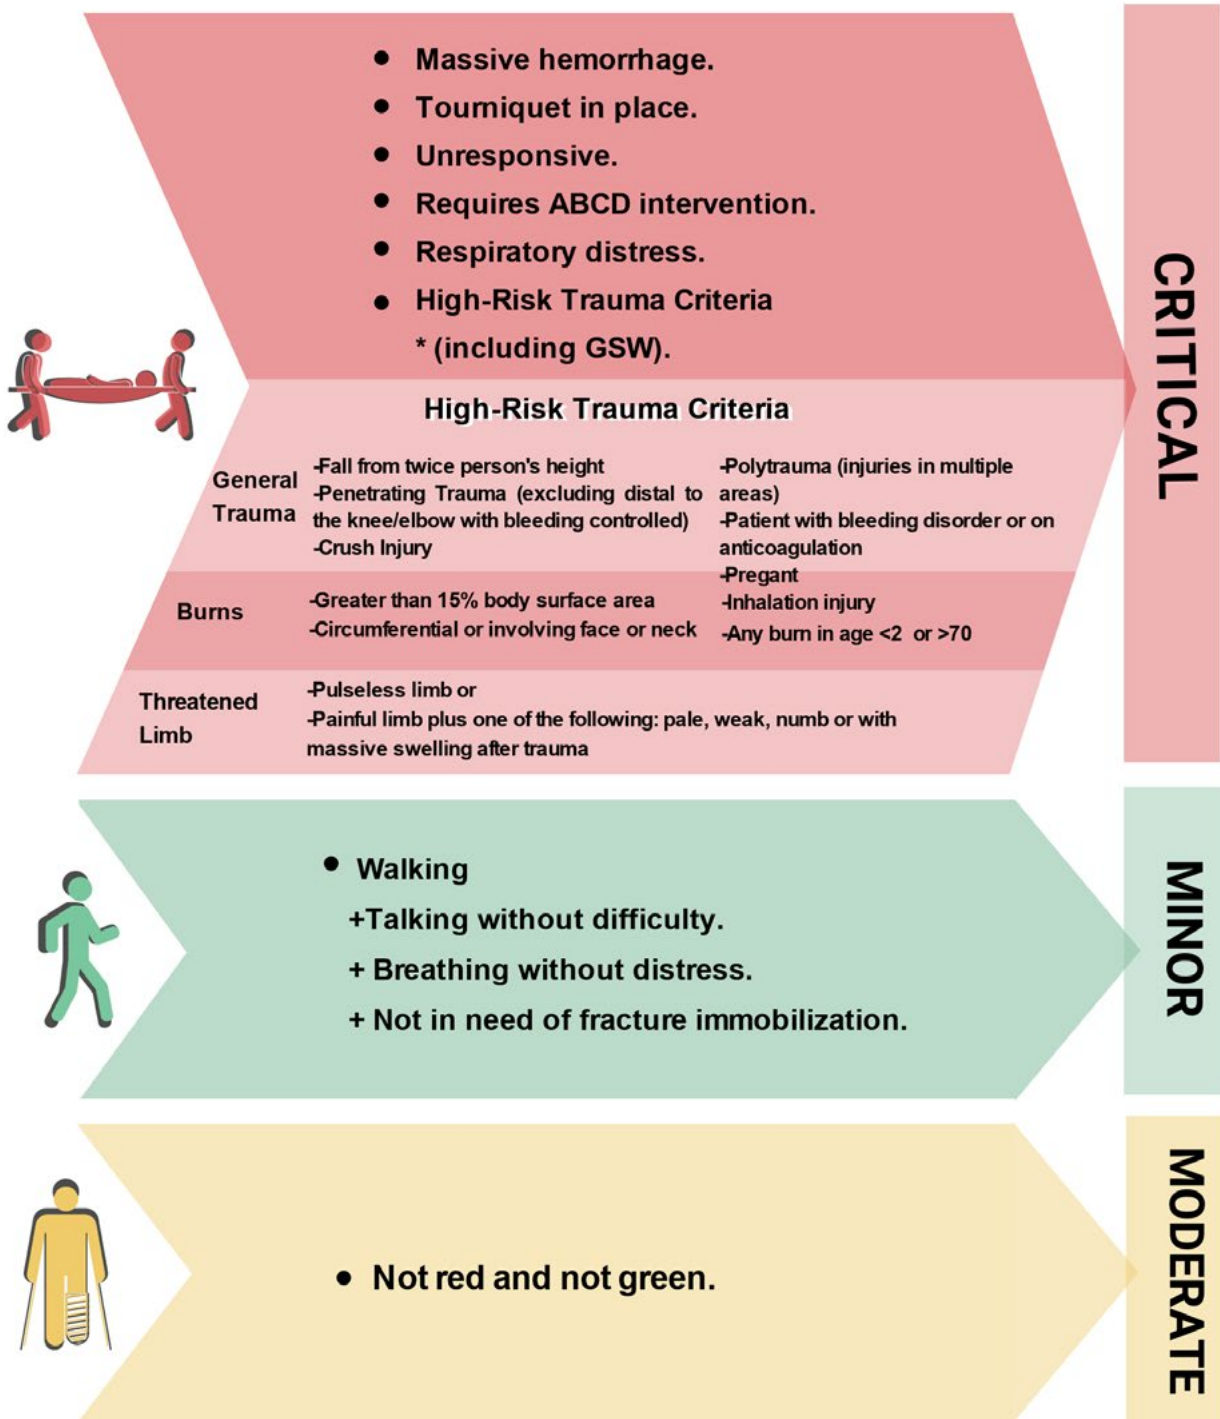 ● Massive hemorrhage.
● Tourniquet in place.
● Unresponsive.
● Requires ABCD intervention.
● Respiratory distress.
● High-Risk Trauma Criteria
* (including GSW).
CRITICAL
High-Risk Trauma Criteria
General
Trauma
-Fall from twice person's height
-Penetrating Trauma (excluding distal to
the knee/elbow with bleeding controlled)
-Crush Injury
-Polytrauma (injuries in multiple
areas)
-Patient with bleeding disorder or on
anticoagulation
-Pregant
Burns
-Greater than 15% body surface area
-Circumferential or involving face or neck
-Inhalation injury
-Any burn in age <2 or >70
Threatened
Limb
-Pulseless limb or
-Painful limb plus one of the following: pale, weak, numb or with
massive swelling after trauma
● Walking
+Talking without difficulty.
+ Breathing without distress.
+ Not in need of fracture immobilization.
MINOR
● Not red and not green.
MODERATE